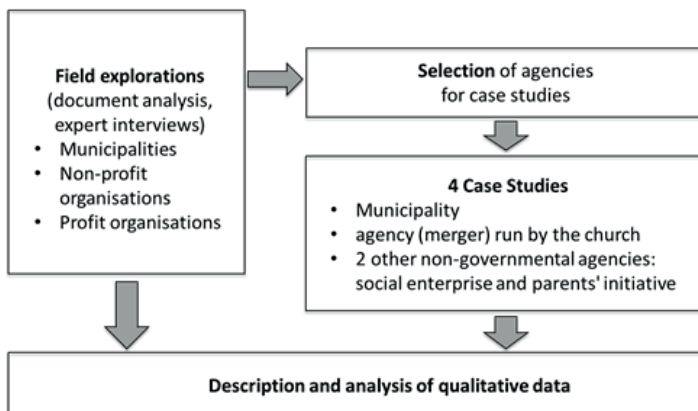 Field explorations
(document analysis,
expert interviews)
• Municipalities
• Non-profit
organisations
• Profit organisations
Selection of agencies
for case studies
4 Case Studies
• Municipality
• agency (merger) run by the church
• 2 other non-governmental agencies:
social enterprise and parents' initiative
Description and analysis of qualitative data